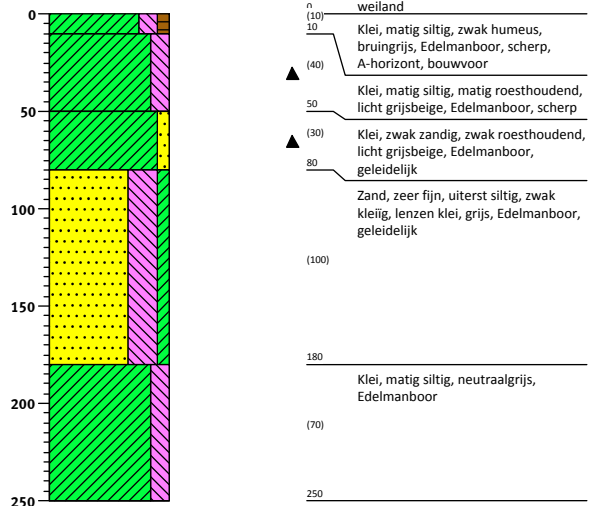 0
50
100
150
200
250
0
weiland
(10)
10
Klei, matig siltig, zwak humeus,
bruingrijs, Edelmanboor, scherp,
A-horizont, bouwvoor
(40)
Klei, matig siltig, matig roesthoudend,
licht grijsbeige, Edelmanboor, scherp
50
(30)
Klei, zwak zandig, zwak roesthoudend,
licht grijsbeige, Edelmanboor,
geleidelijk
80
Zand, zeer fijn, uiterst siltig, zwak
kleiïg, lenzen klei, grijs, Edelmanboor,
geleidelijk
(100)
180
Klei, matig siltig, neutraalgrijs,
Edelmanboor
(70)
250